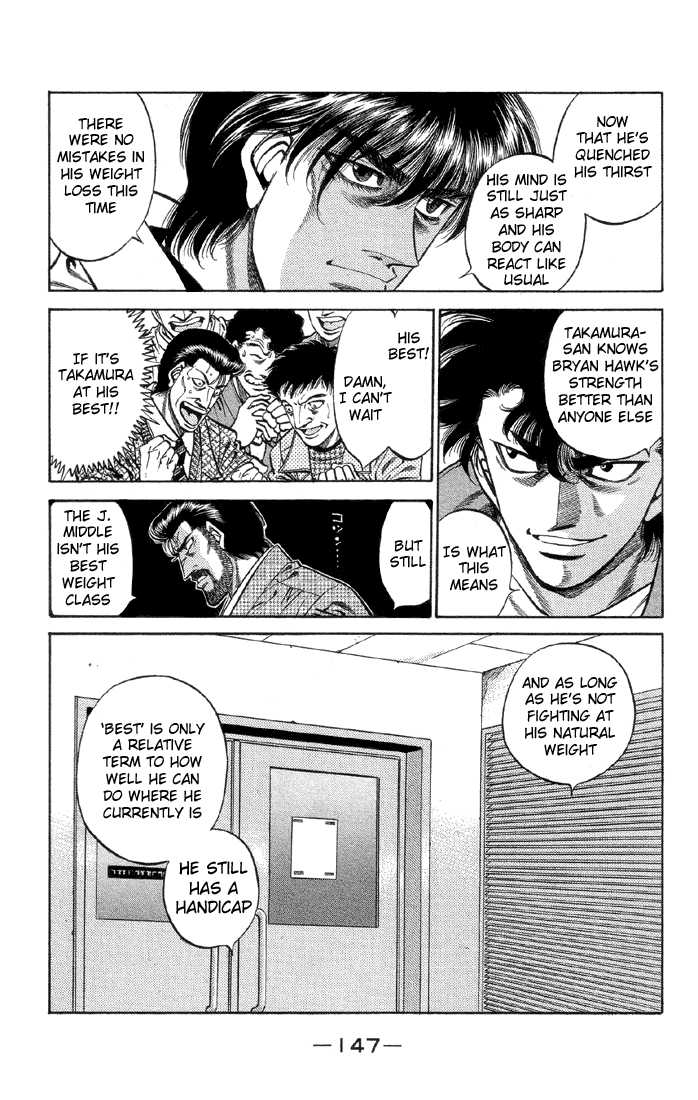 NOW
THAT HE'S
QUENCHED
HIS THIRST
HIS MIND IS
STILL JUST
AS SHARP
AND HIS
BODY CAN
REACT LIKE
USUAL
THERE
WERE NO
MISTAKES IN
HIS WEIGHT
LOSS THIS
TIME
TAKAMURA-
SAN KNOWS
BRYAN HAWK'S
STRENGTH
BETTER THAN
ANYONE ELSE
IS WHAT
THIS
MEANS
HIS
BEST!
DAMN,
I CAN'T
WAIT
IF IT'S
TAKAMURA
AT HIS
BEST!!
BUT
STILL
THE J.
MIDDLE
ISN'T HIS
BEST
WEIGHT
CLASS
AND AS LONG
AS HE'S NOT
FIGHTING AT
HIS NATURAL
WEIGHT
'BEST' IS ONLY
A RELATIVE
TERM TO HOW
WELL HE CAN
DO WHERE HE
CURRENTLY IS
HE STILL
HAS A
HANDICAP
—147—